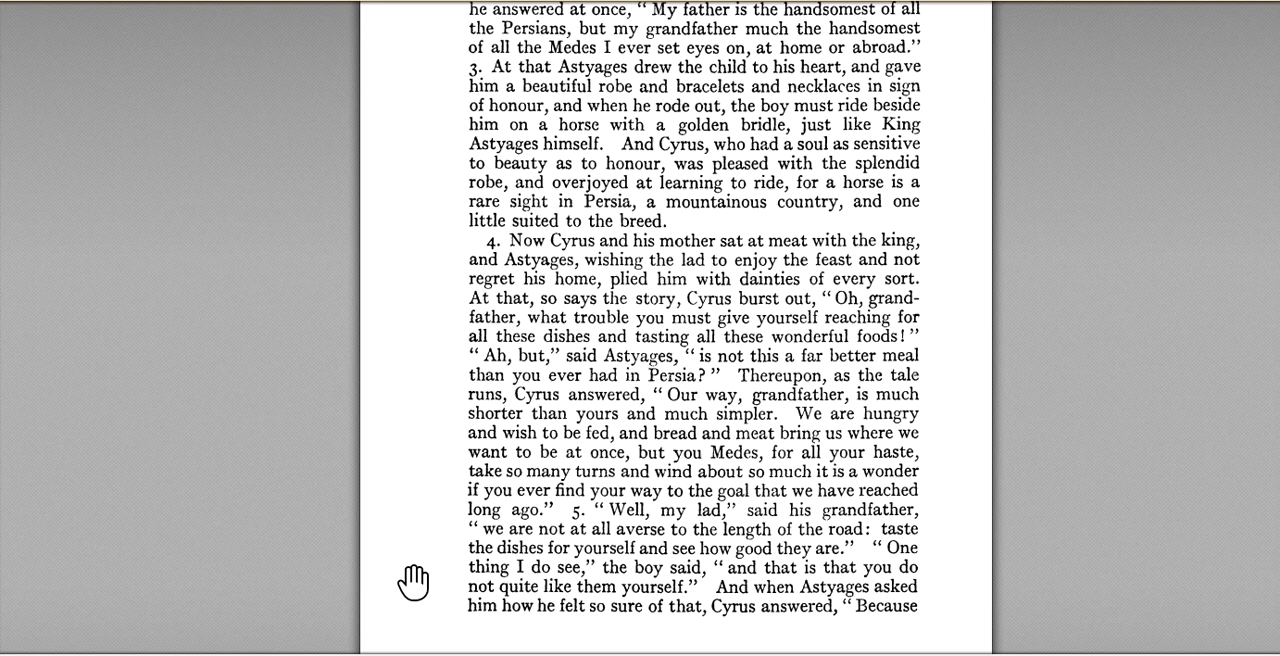 he answered at once, “ My father is the handsomest of all
the Persians, but my grandfather much the handsomest
of all the Medes I ever set eyes on, at home or abroad.”
3. At that Astyages drew the child to his heart, and gave
him a beautiful robe and bracelets and necklaces in sign
of honour, and when he rode out, the boy must ride beside
him on a horse with a golden bridle, just like King
Astyages himself. And Cyrus, who had a soul as sensitive
to beauty as to honour, was pleased with the splendid
robe, and overjoyed at learning to ride, for a horse is a
rare sight in Persia, a mountainous country, and one
little suited to the breed.
4. Now Cyrus and his mother sat at meat with the king,
and Astyages, wishing the lad to enjoy the feast and not
regret his home, plied him with dainties of every sort.
At that, so says the story, Cyrus burst out, “ Oh, grand-
father, what trouble you must give yourself reaching for
all these dishes and tasting all these wonderful foods! ”
“ Ah, but,” said Astyages, “ is not this a far better meal
than you ever had in Persia? ” Thereupon, as the tale
runs, Cyrus answered, “ Our way, grandfather, is much
shorter than yours and much simpler. We are hungry
and wish to be fed, and bread and meat bring us where we
want to be at once, but you Medes, for all your haste,
take so many turns and wind about so much it is a wonder
if you ever find your way to the goal that we have reached
long ago.” 5. “ Well, my lad,” said his grandfather,
“ we are not at all averse to the length of the road: taste
the dishes for yourself and see how good they are.” “ One
thing I do see,” the boy said, “ and that is that you do
not quite like them yourself.” And when Astyages asked
him how he felt so sure of that, Cyrus answered, “ Because